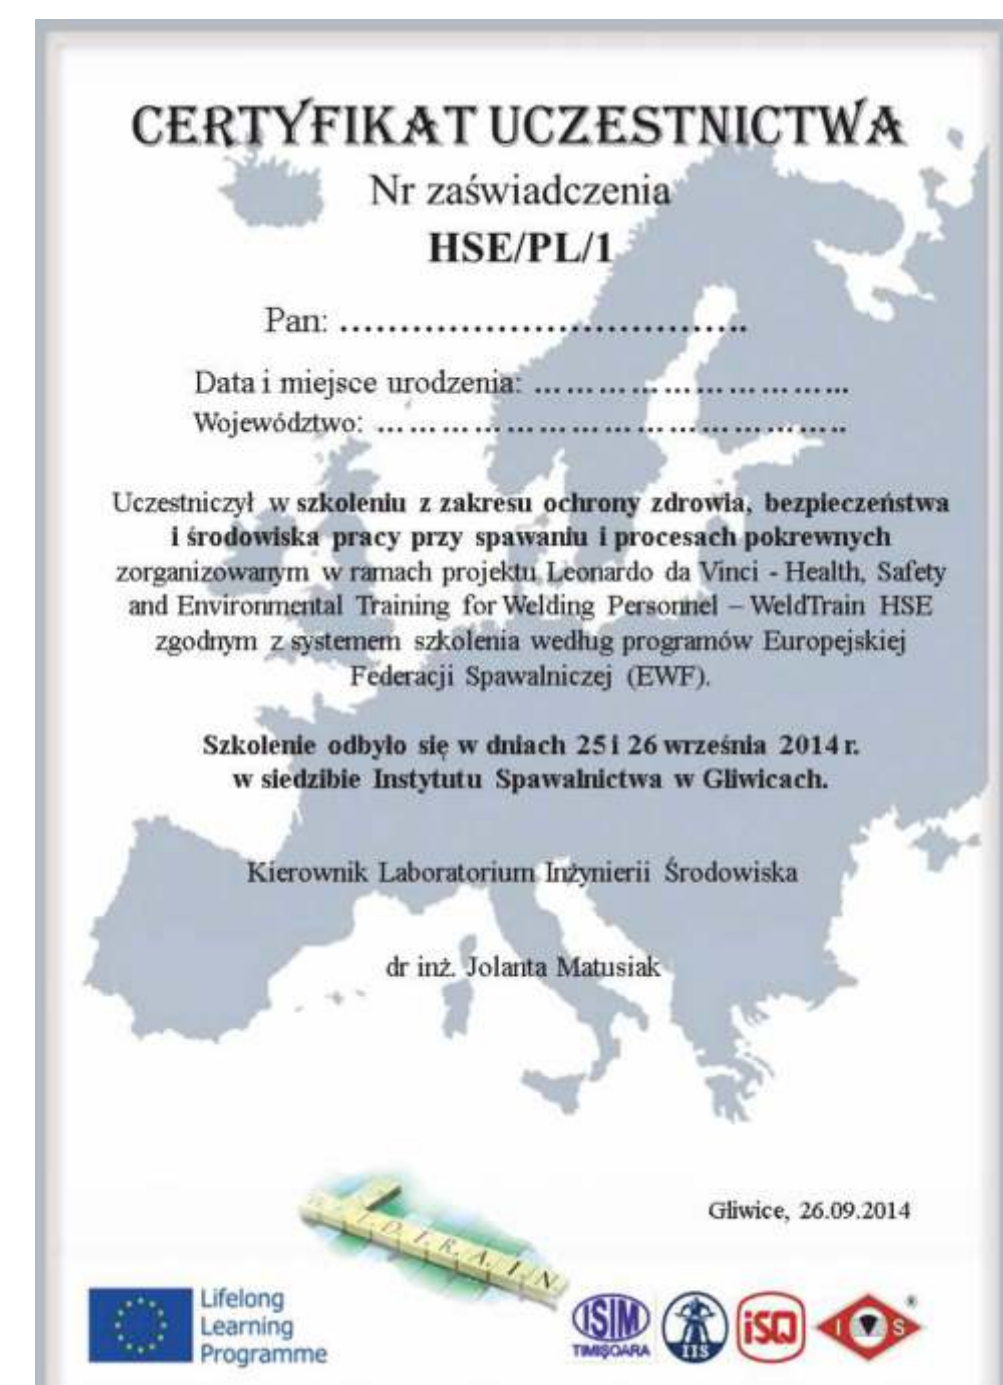 CERTYFIKAT UCZESTNICTWA
Nr zaświadczenia
HSE/PL/1
Pan: ……………………………..
Data i miejsce urodzenia: … … … … … … … … …...
Województwo: … … … … … … … … … … … … … …..
Uczestniczył w szkoleniu z zakresu ochrony zdrowia, bezpieczeństwa
i środowiska pracy przy spawaniu i procesach pokrewnych
zorganizowanym w ramach projektu Leonardo da Vinci - Health, Safety
and Environmental Training for Welding Personnel – WeldTrain HSE
zgodnym z systemem szkolenia według programów Europejskiej
Federacji Spawalniczej (EWF).
Szkolenie odbyło się w dniach 25 i 26 września 2014 r.
w siedzibie Instytutu Spawalnictwa w Gliwicach.
Kierownik Laboratorium Inżynierii Środowiska
dr inż. Jolanta Matusiak
W.E.L.D.T.R.A.I.N
Gliwice, 26.09.2014
Lifelong
Learning
Programme
ISIM
TIMIŞOARA
IIS
iSQ
I S
®